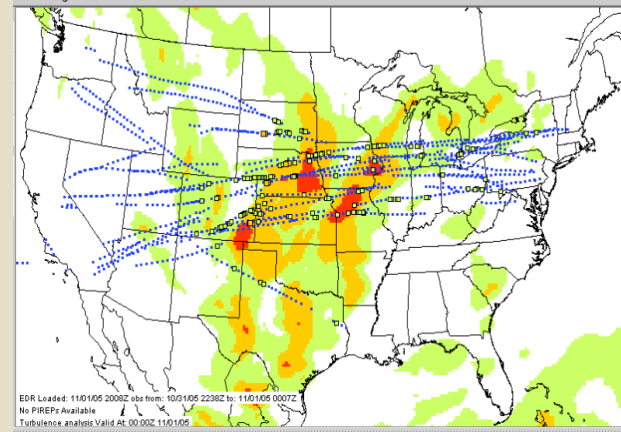 EDR Loaded: 11/01/05 2008Z obs from: 10/31/05 2238Z to: 11/01/05 0007Z
No PIREPs Available
Turbulence analysis Valid At: 00:00Z 11/01/05